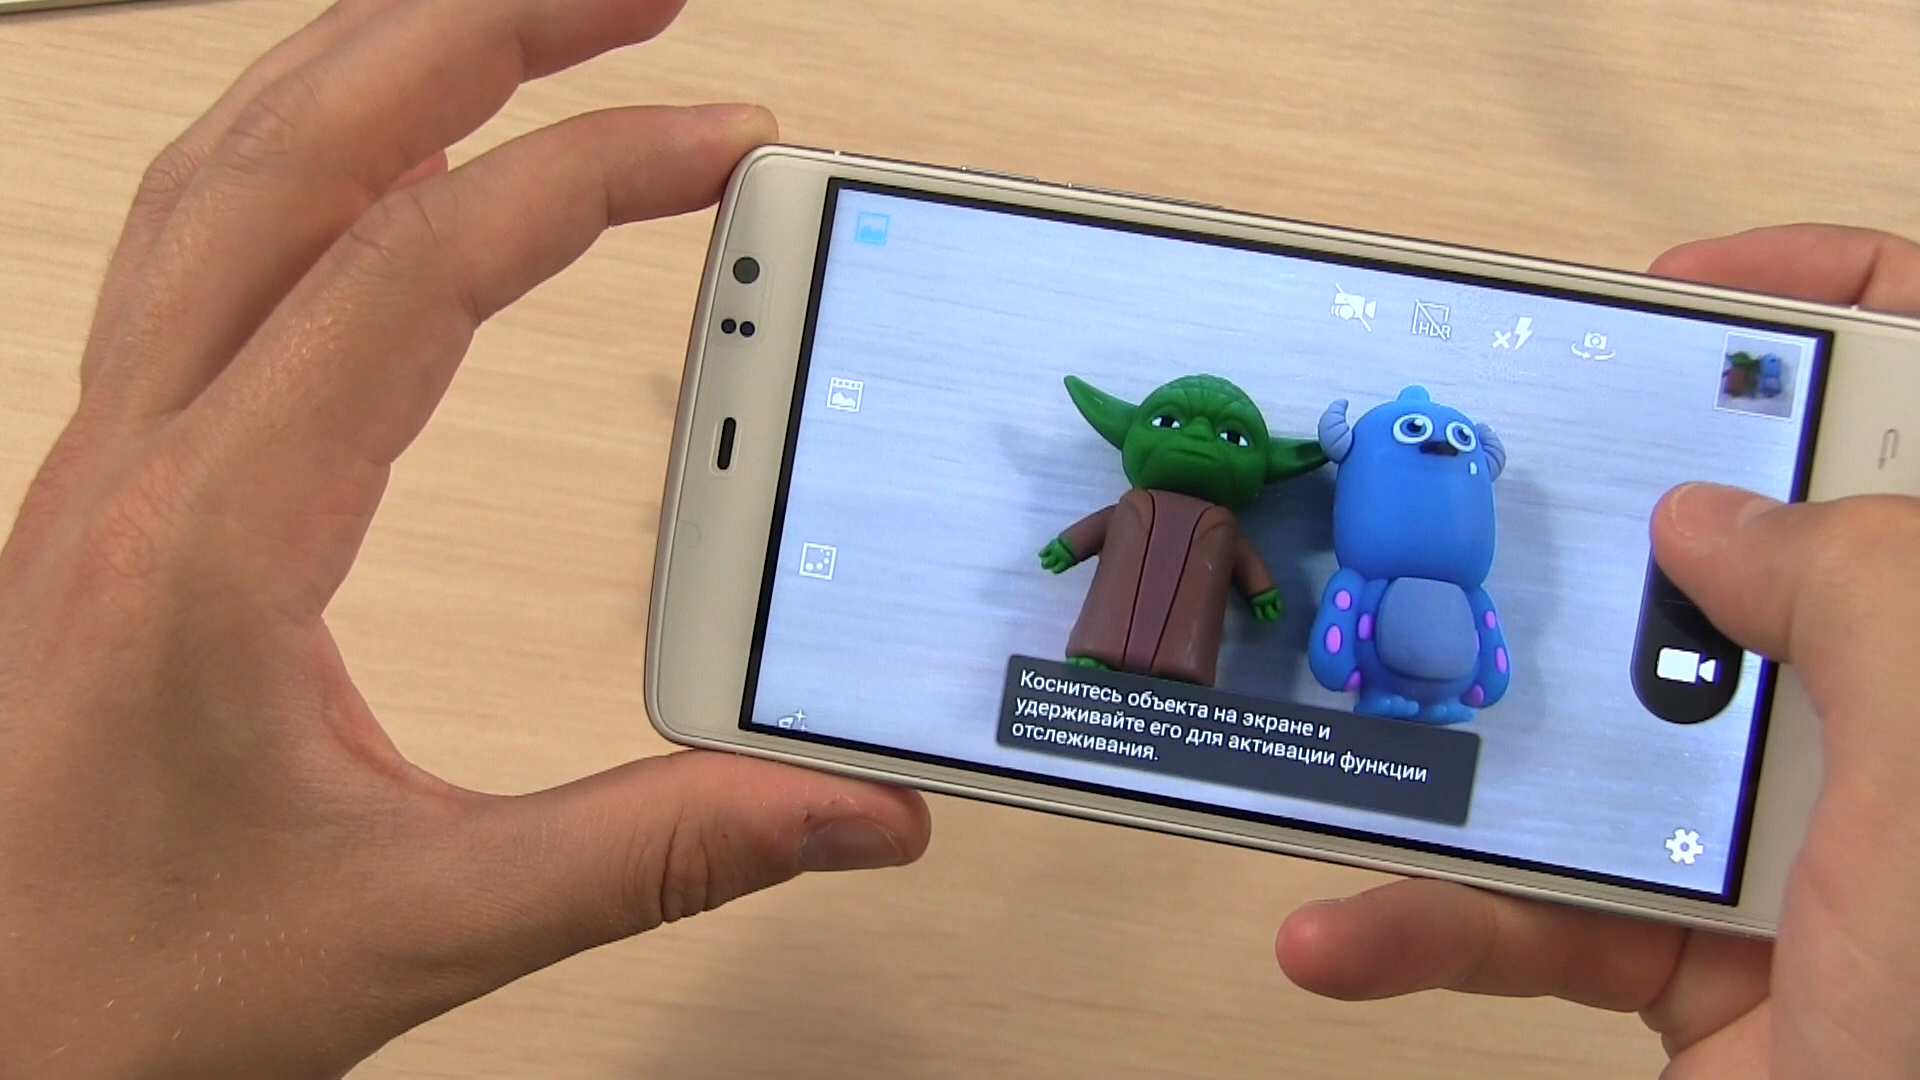 HDR
Коснитесь объекта на экране и
удерживайте его для активации функции
отслеживания.